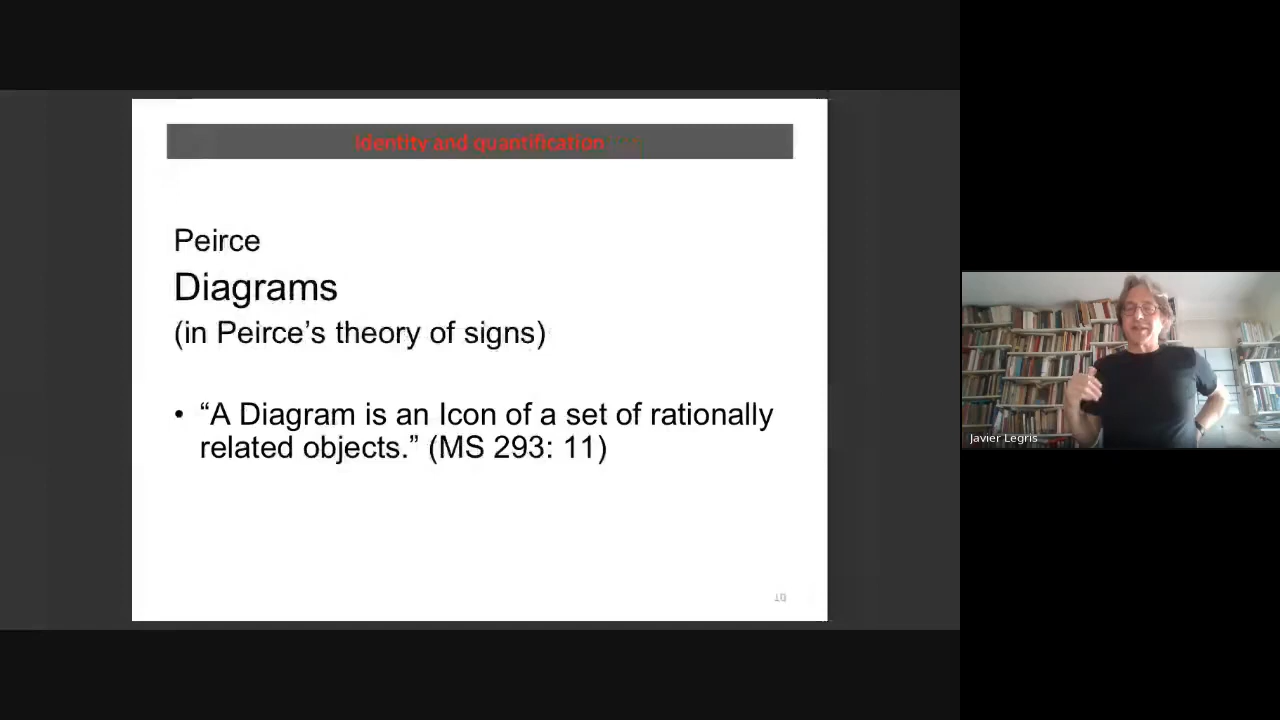 Identity and quantification
Peirce
Diagrams
(in Peirce’s theory of signs)
• “A Diagram is an Icon of a set of rationally
related objects.” (MS 293: 11)
Javier Legris